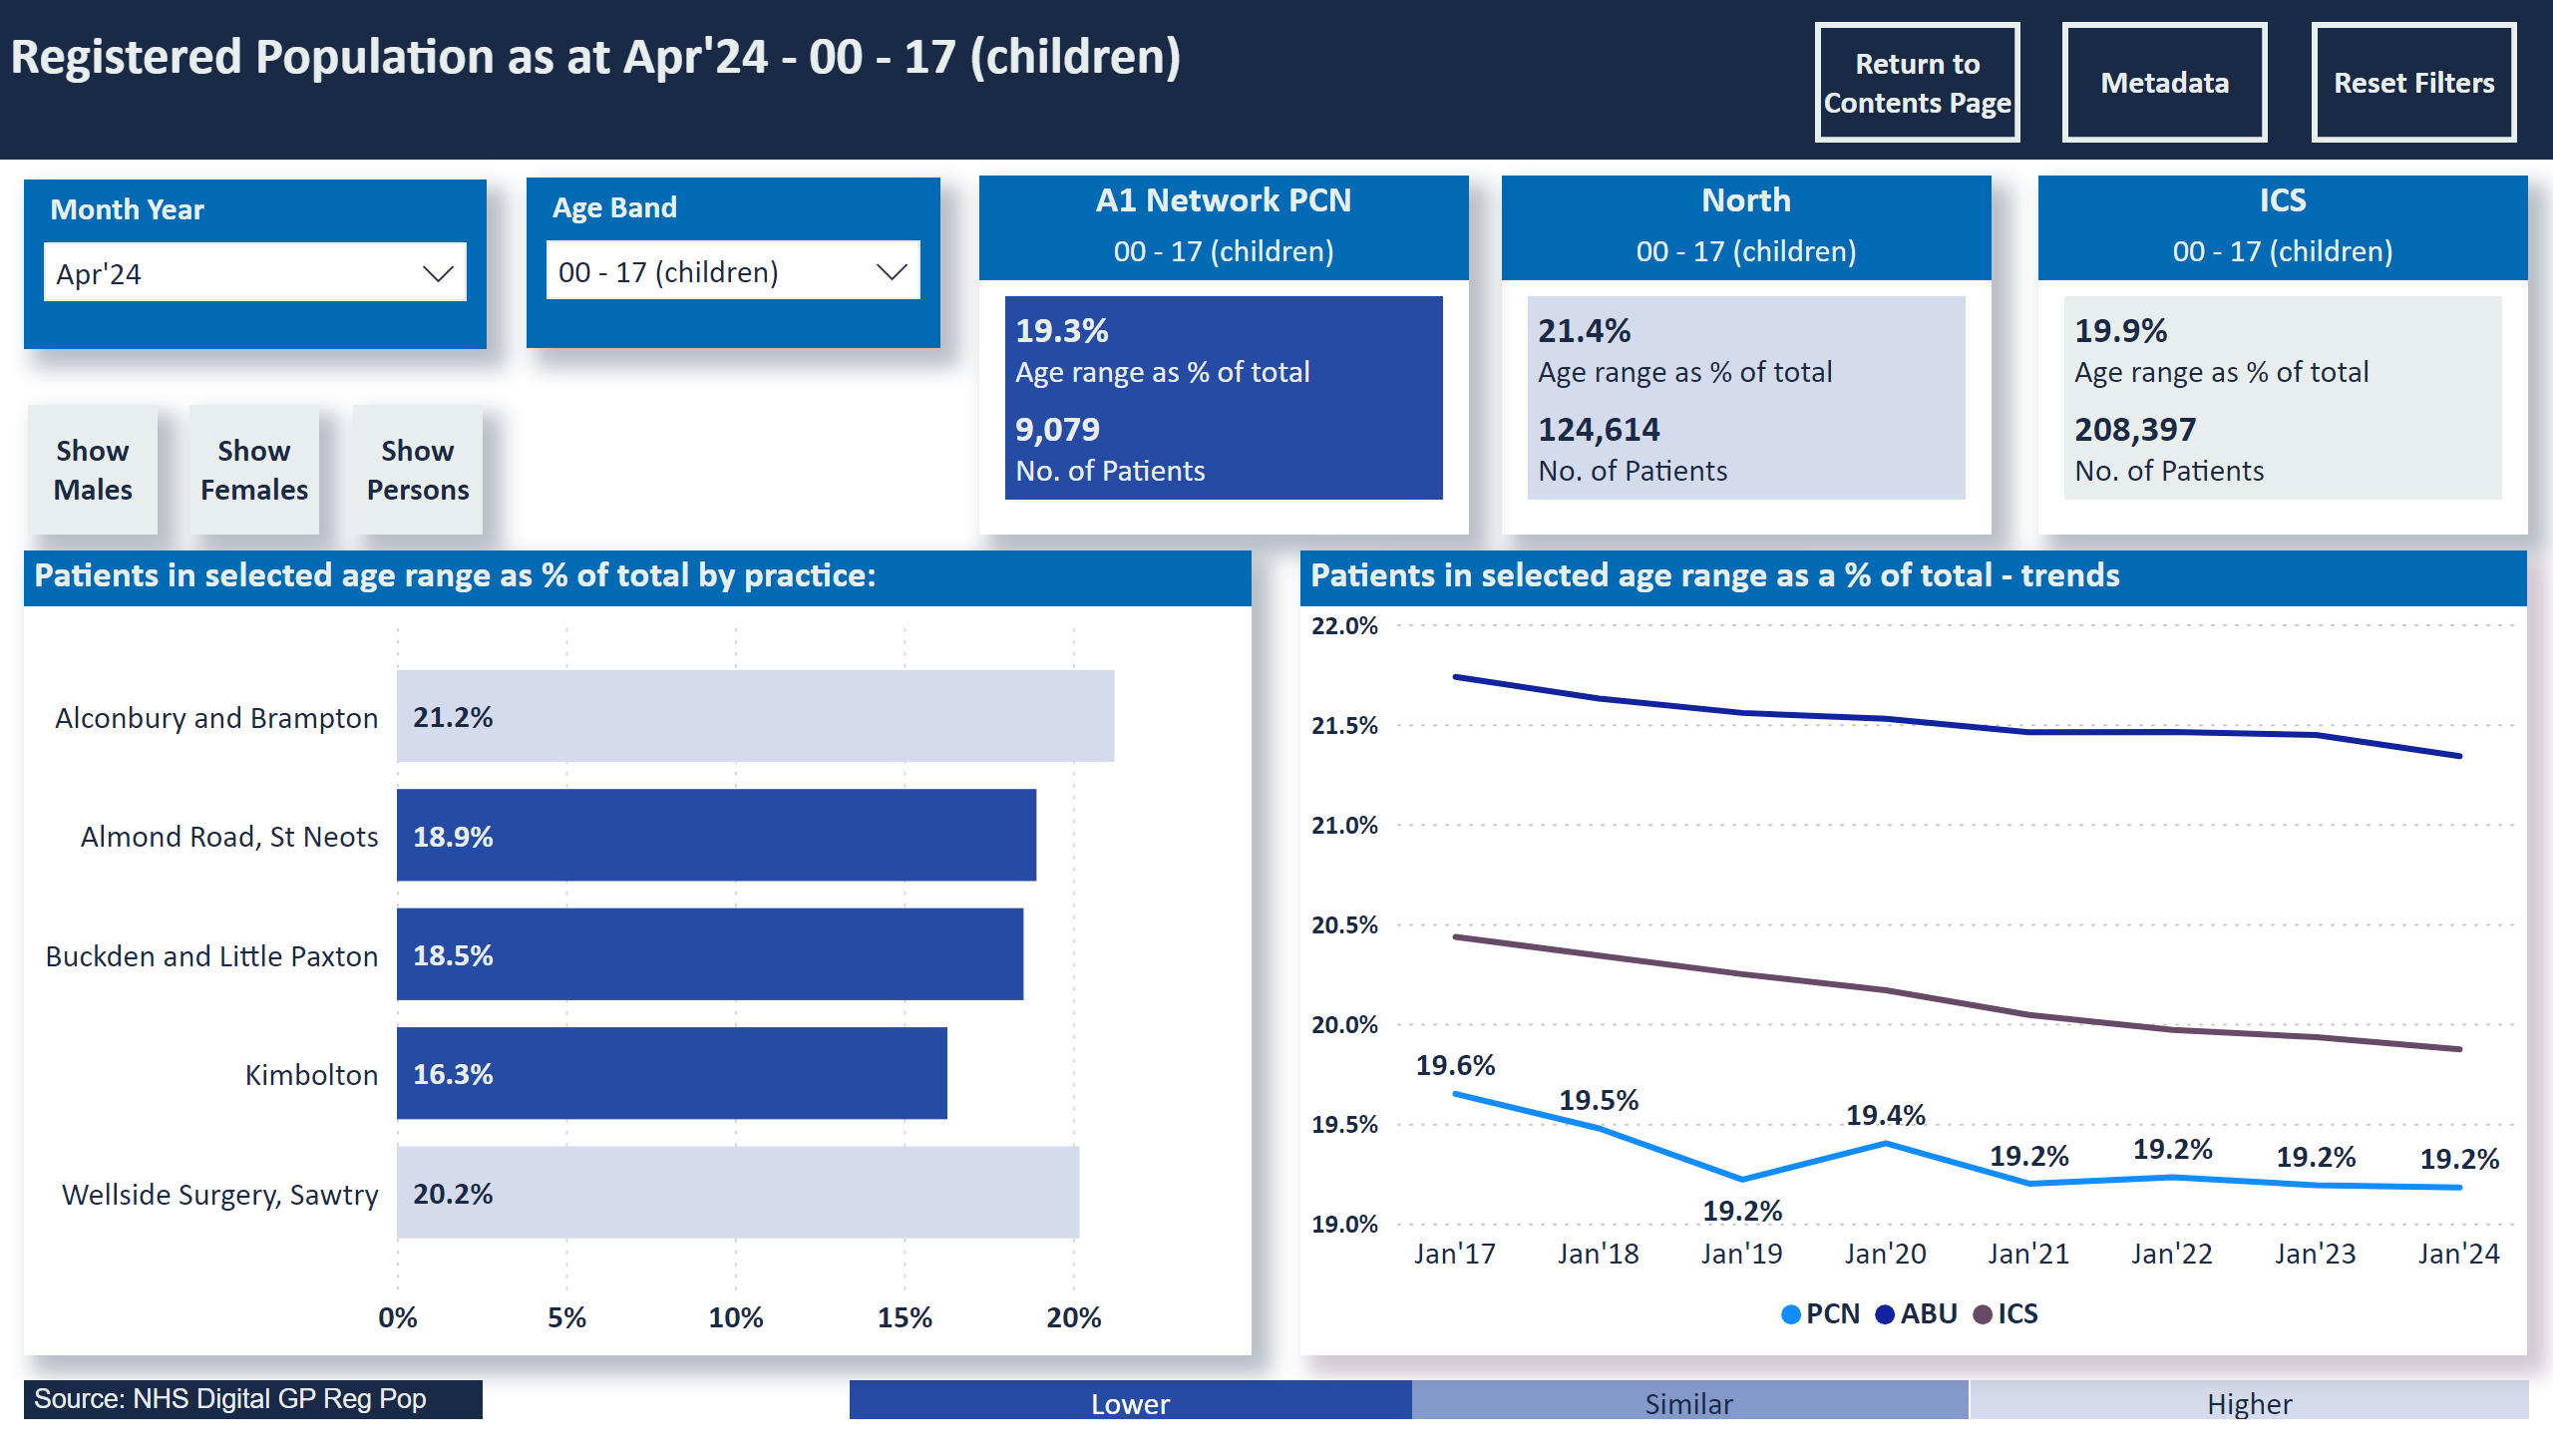 Registered Population as at Apr'24 - 00 - 17 (children)
Return to
Contents Page
Metadata
Reset Filters
Month Year
Apr'24
Age Band
00 - 17 (children)
A1 Network PCN
00 - 17 (children)
19.3%
Age range as % of total
9,079
No. of Patients
North
00 - 17 (children)
21.4%
Age range as % of total
124,614
No. of Patients
ICS
00 - 17 (children)
19.9%
Age range as % of total
208,397
No. of Patients
Show
Males
Show
Females
Show
Persons
Patients in selected age range as % of total by practice:
Alconbury and Brampton 21.2%
Almond Road, St Neots 18.9%
Buckden and Little Paxton 18.5%
Kimbolton 16.3%
Wellside Surgery, Sawtry 20.2%
0% 5% 10% 15% 20%
Patients in selected age range as a % of total - trends
22.0%
21.5%
21.0%
20.5%
20.0%
19.5%
19.0%
19.6% 19.5% 19.2% 19.4% 19.2% 19.2% 19.2% 19.2%
Jan'17 Jan'18 Jan'19 Jan'20 Jan'21 Jan'22 Jan'23 Jan'24
PCN ABU ICS
Source: NHS Digital GP Reg Pop
Lower Similar Higher